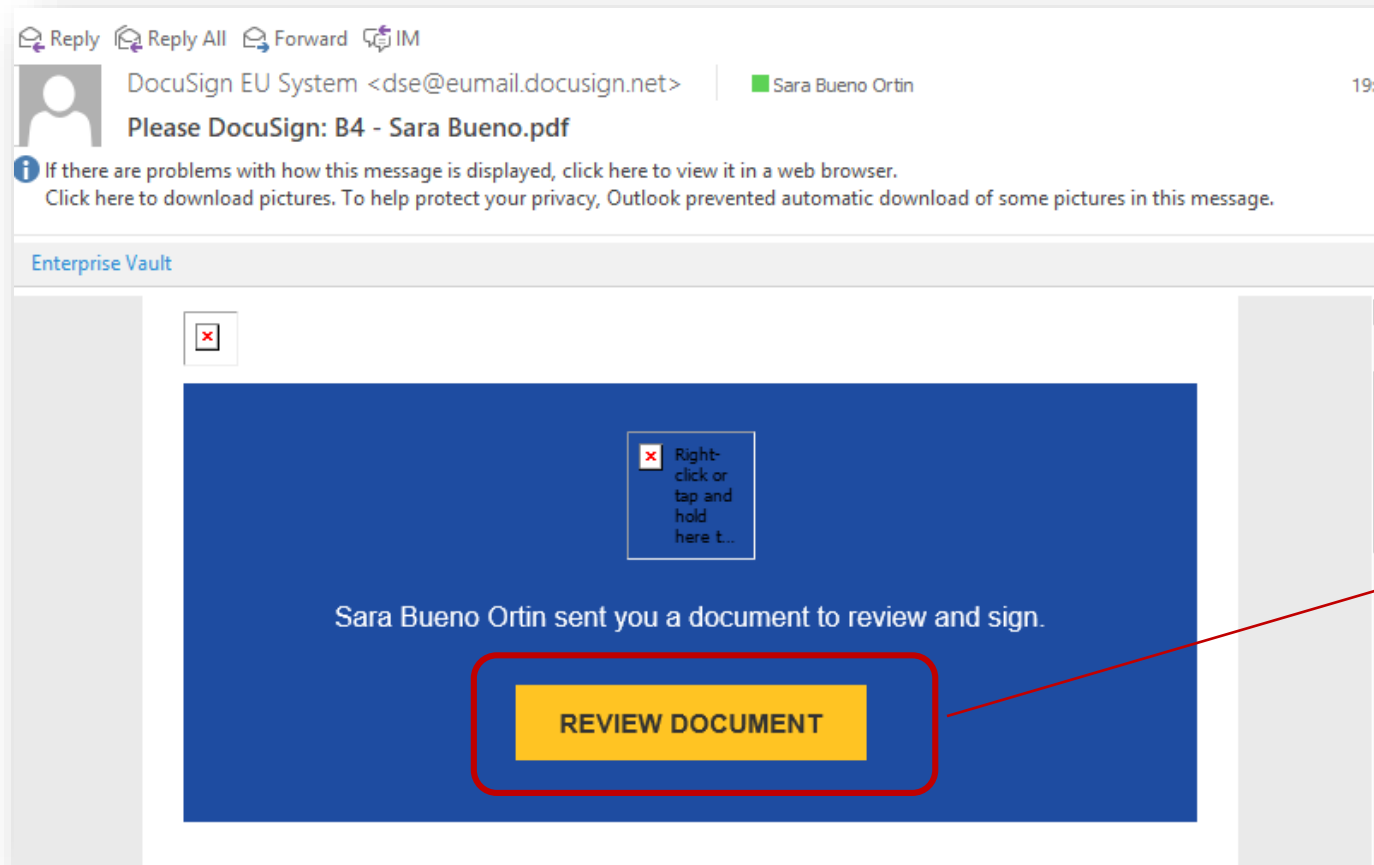 Reply Reply All Forward IM
DocuSign EU System <dse@eumail.docusign.net> Sara Bueno Ortin 19:
Please DocuSign: B4 - Sara Bueno.pdf
If there are problems with how this message is displayed, click here to view it in a web browser.
Click here to download pictures. To help protect your privacy, Outlook prevented automatic download of some pictures in this message.
Enterprise Vault
Right-
click or
tap and
hold
here t...
Sara Bueno Ortin sent you a document to review and sign.
REVIEW DOCUMENT